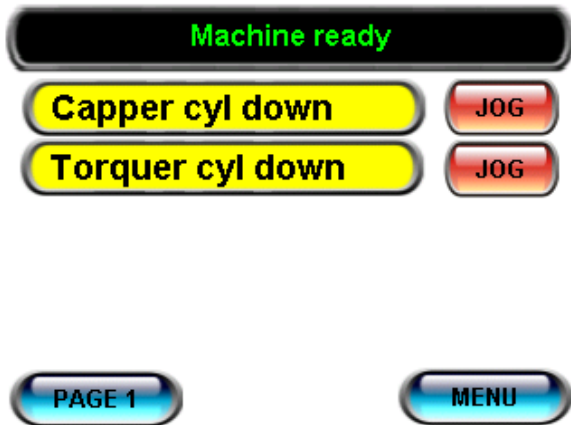 Machine ready
Capper cyl down JOG
Torquer cyl down JOG
PAGE 1 MENU